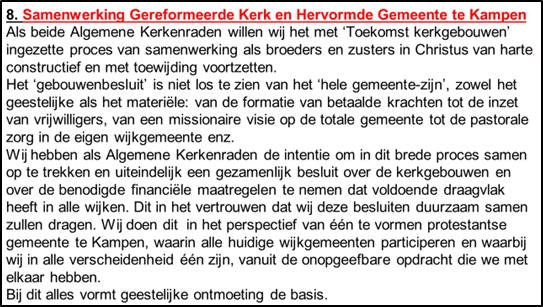 8. Samenwerking Gereformeerde Kerk en Hervormde Gemeente te Kampen
Als beide Algemene Kerkenraden willen wij het met ‘Toekomst kerkgebouwen’
ingezette proces van samenwerking als broeders en zusters in Christus van harte
constructief en met toewijding voortzetten.
Het ‘gebouwenbesluit’ is niet los te zien van het ‘hele gemeente-zijn’, zowel het
geestelijke als het materiële: van de formatie van betaalde krachten tot de inzet
van vrijwilligers, van een missionaire visie op de totale gemeente tot de pastorale
zorg in de eigen wijkgemeente enz.
Wij hebben als Algemene Kerkenraden de intentie om in dit brede proces samen
op te trekken en uiteindelijk een gezamenlijk besluit over de kerkgebouwen en
over de benodigde financiële maatregelen te nemen dat voldoende draagvlak
heeft in alle wijken. Dit in het vertrouwen dat wij deze besluiten duurzaam samen
zullen dragen. Wij doen dit in het perspectief van één te vormen protestantse
gemeente te Kampen, waarin alle huidige wijkgemeenten participeren en waarbij
wij in alle verscheidenheid één zijn, vanuit de onopgeefbare opdracht die we met
elkaar hebben.
Bij dit alles vormt geestelijke ontmoeting de basis.